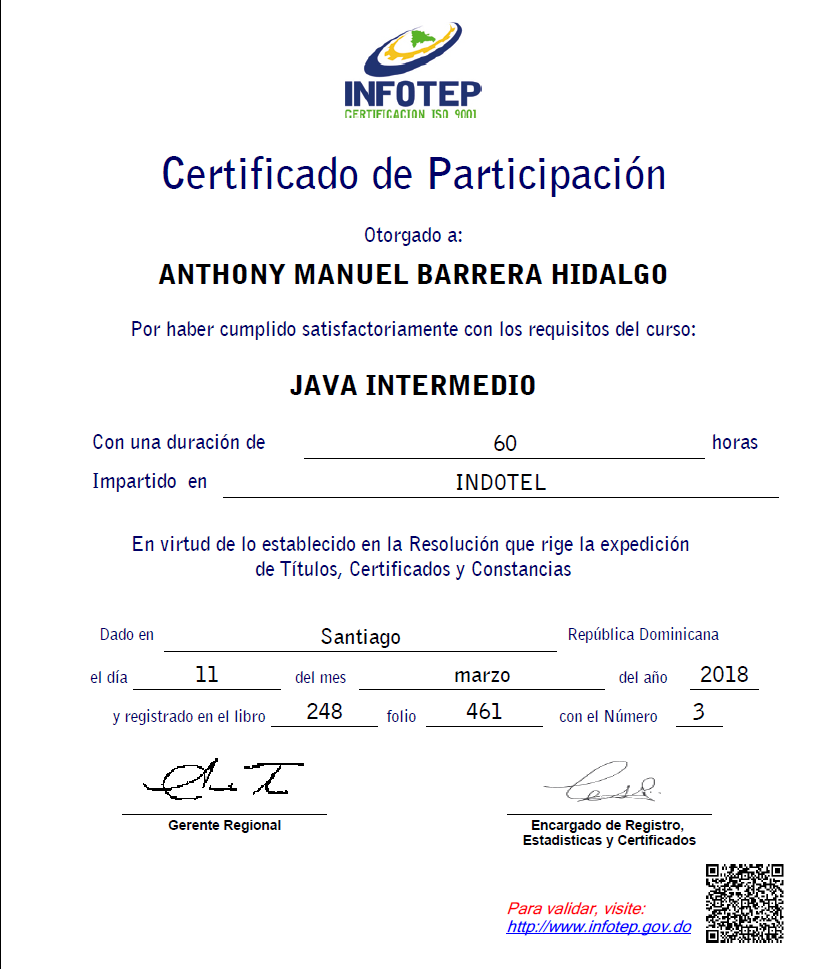 INFOTEP
CERTIFICACION ISO 9001
Certificado de Participación
Otorgado a:
ANTHONY MANUEL BARRERA HIDALGO
Por haber cumplido satisfactoriamente con los requisitos del curso:
JAVA INTERMEDIO
Con una duración de 60 horas
Impartido en INDOTEL
En virtud de lo establecido en la Resolución que rige la expedición
de Títulos, Certificados y Constancias
Dado en Santiago República Dominicana
el día 11 del mes marzo del año 2018
y registrado en el libro 248 folio 461 con el Número 3
Gerente Regional
Encargado de Registro,
Estadisticas y Certificados
Para validar, visite:
http://www.infotep.gov.do